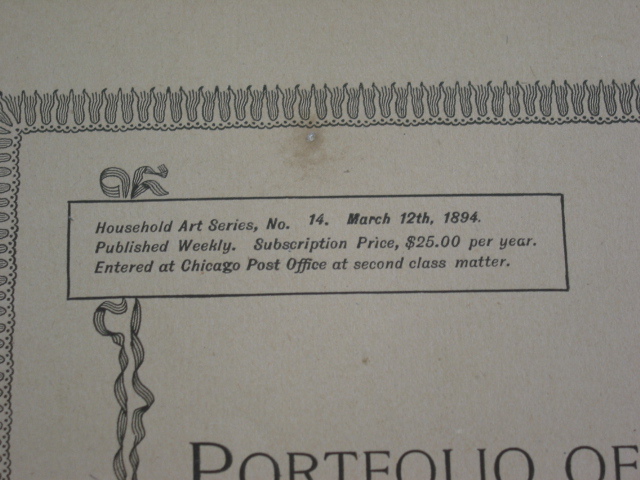 Household Art Series, No. 14. March 12th, 1894.
Published Weekly. Subscription Price, $25.00 per year.
Entered at Chicago Post Office at second class matter.
PORTFOLIO OF